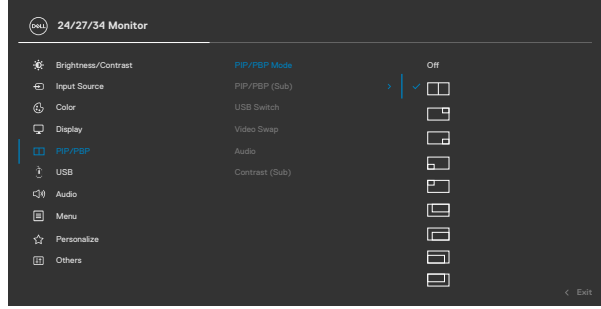 DELL 24/27/34 Monitor
Brightness/Contrast PIP/PBP Mode Off
Input Source PIP/PBP (Sub)
Color USB Switch
Display Video Swap
PIP/PBP Audio
USB Contrast (Sub)
Audio
Menu
Personalize
Others
Exit